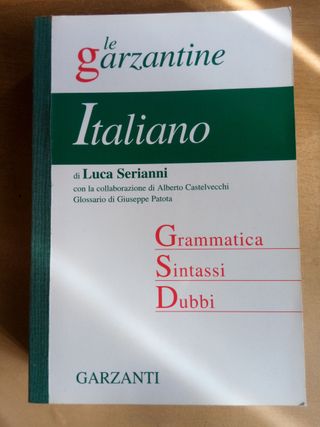 le
garzantine
Italiano
di Luca Serianni
con la collaborazione di Alberto Castelvecchi
Glossario di Giuseppe Patota
Grammatica
Sintassi
Dubbi
GARZANTI